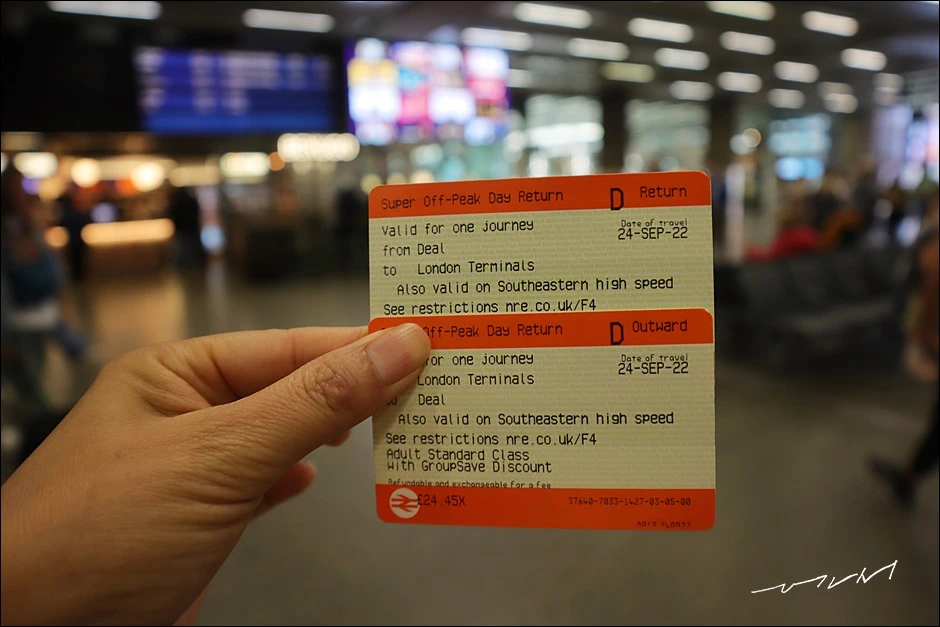 Super Off-Peak Day Return D Return
Valid for one journey Date of travel
from Deal 24-SEP-22
to London Terminals
Also valid on Southeastern high speed
See restrictions nre.co.uk/F4
Off-Peak Day Return D Outward
for one journey Date of travel
London Terminals 24-SEP-22
to Deal
Also valid on Southeastern high speed
See restrictions nre.co.uk/F4
Adult Standard Class
with GroupSave Discount
Refundable and exchangeable for a fee
£24.45X 37640-7033-1427-03-05-00